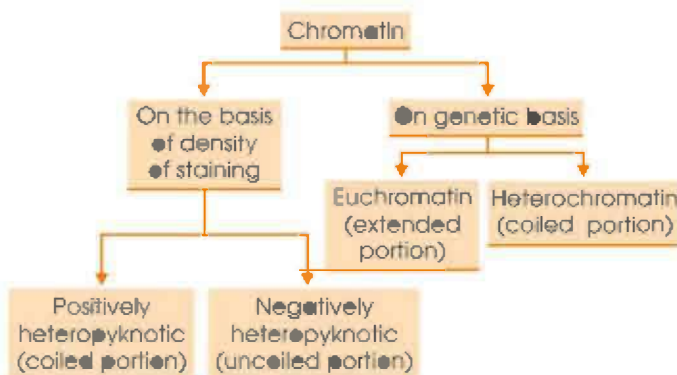 Chromatin
On the basis
of density
of staining
On genetic basis
Euchromatin
(extended
portion)
Heterochromatin
(coiled portion)
Positively
heteropyknotic
(coiled portion)
Negatively
heteropyknotic
(uncoiled portion)